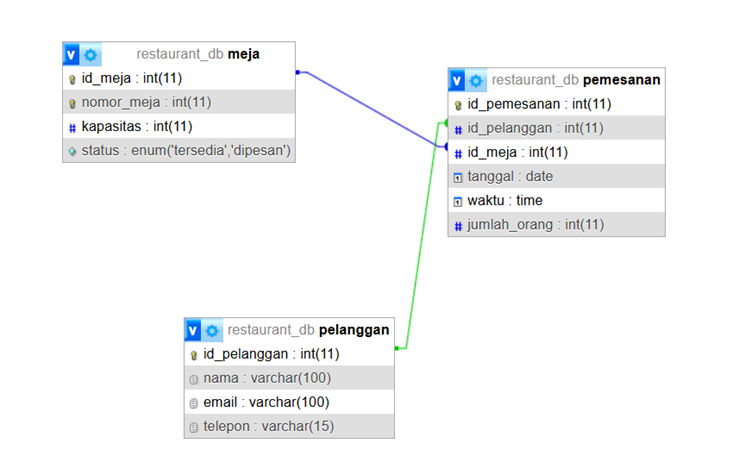 v restaurant_db meja
id_meja : int(11)
nomor_meja : int(11)
# kapasitas : int(11)
status : enum('tersedia','dipesan')
v restaurant_db pemesanan
id_pemesanan : int(11)
# id_pelanggan : int(11)
# id_meja : int(11)
tanggal : date
waktu : time
# jumlah_orang : int(11)
v restaurant_db pelanggan
id_pelanggan : int(11)
nama : varchar(100)
email : varchar(100)
telepon : varchar(15)